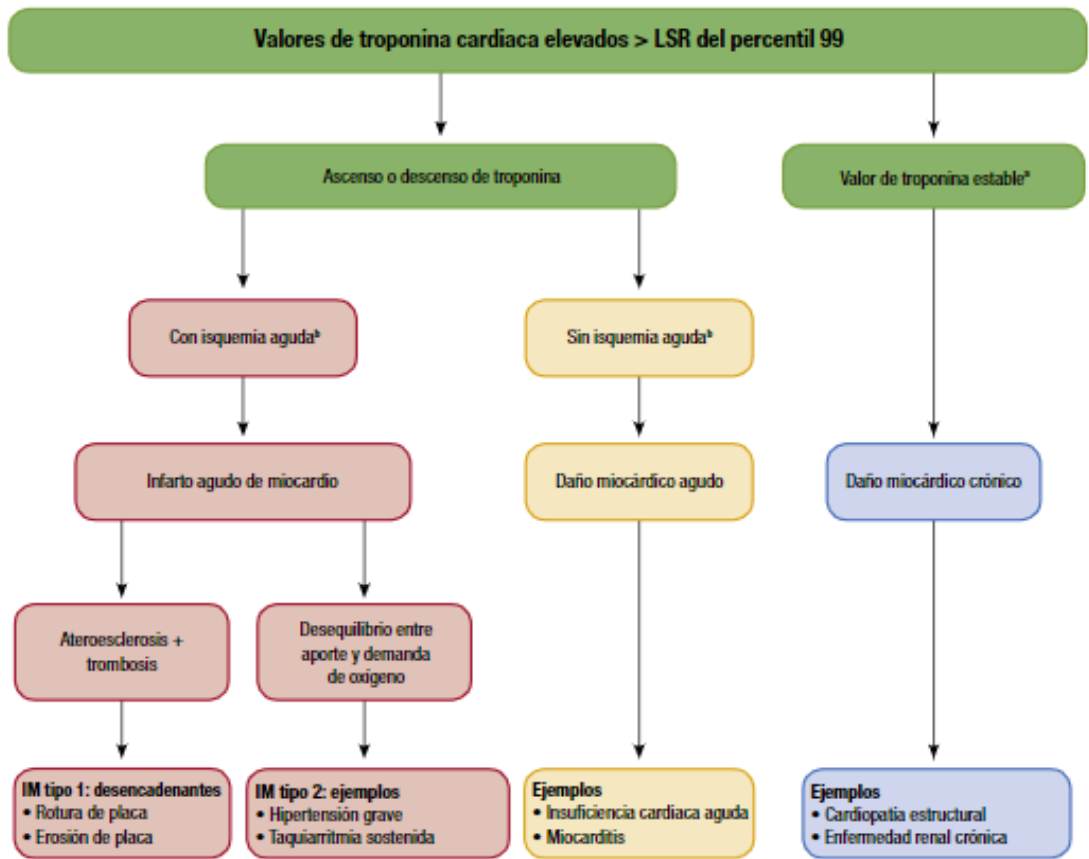 Valores de troponina cardiaca elevados > LSR del percentil 99
Ascenso o descenso de troponina
Valor de troponina estableª
Con isquemia agudaᵇ
Sin isquemia agudaᵇ
Infarto agudo de miocardio
Daño miocárdico agudo
Daño miocárdico crónico
Ateroesclerosis +
trombosis
Desequilibrio entre
aporte y demanda
de oxígeno
IM tipo 1: desencadenantes
• Rotura de placa
• Erosión de placa
IM tipo 2: ejemplos
• Hipertensión grave
• Taquiarritmia sostenida
Ejemplos
• Insuficiencia cardiaca aguda
• Miocarditis
Ejemplos
• Cardiopatía estructural
• Enfermedad renal crónica